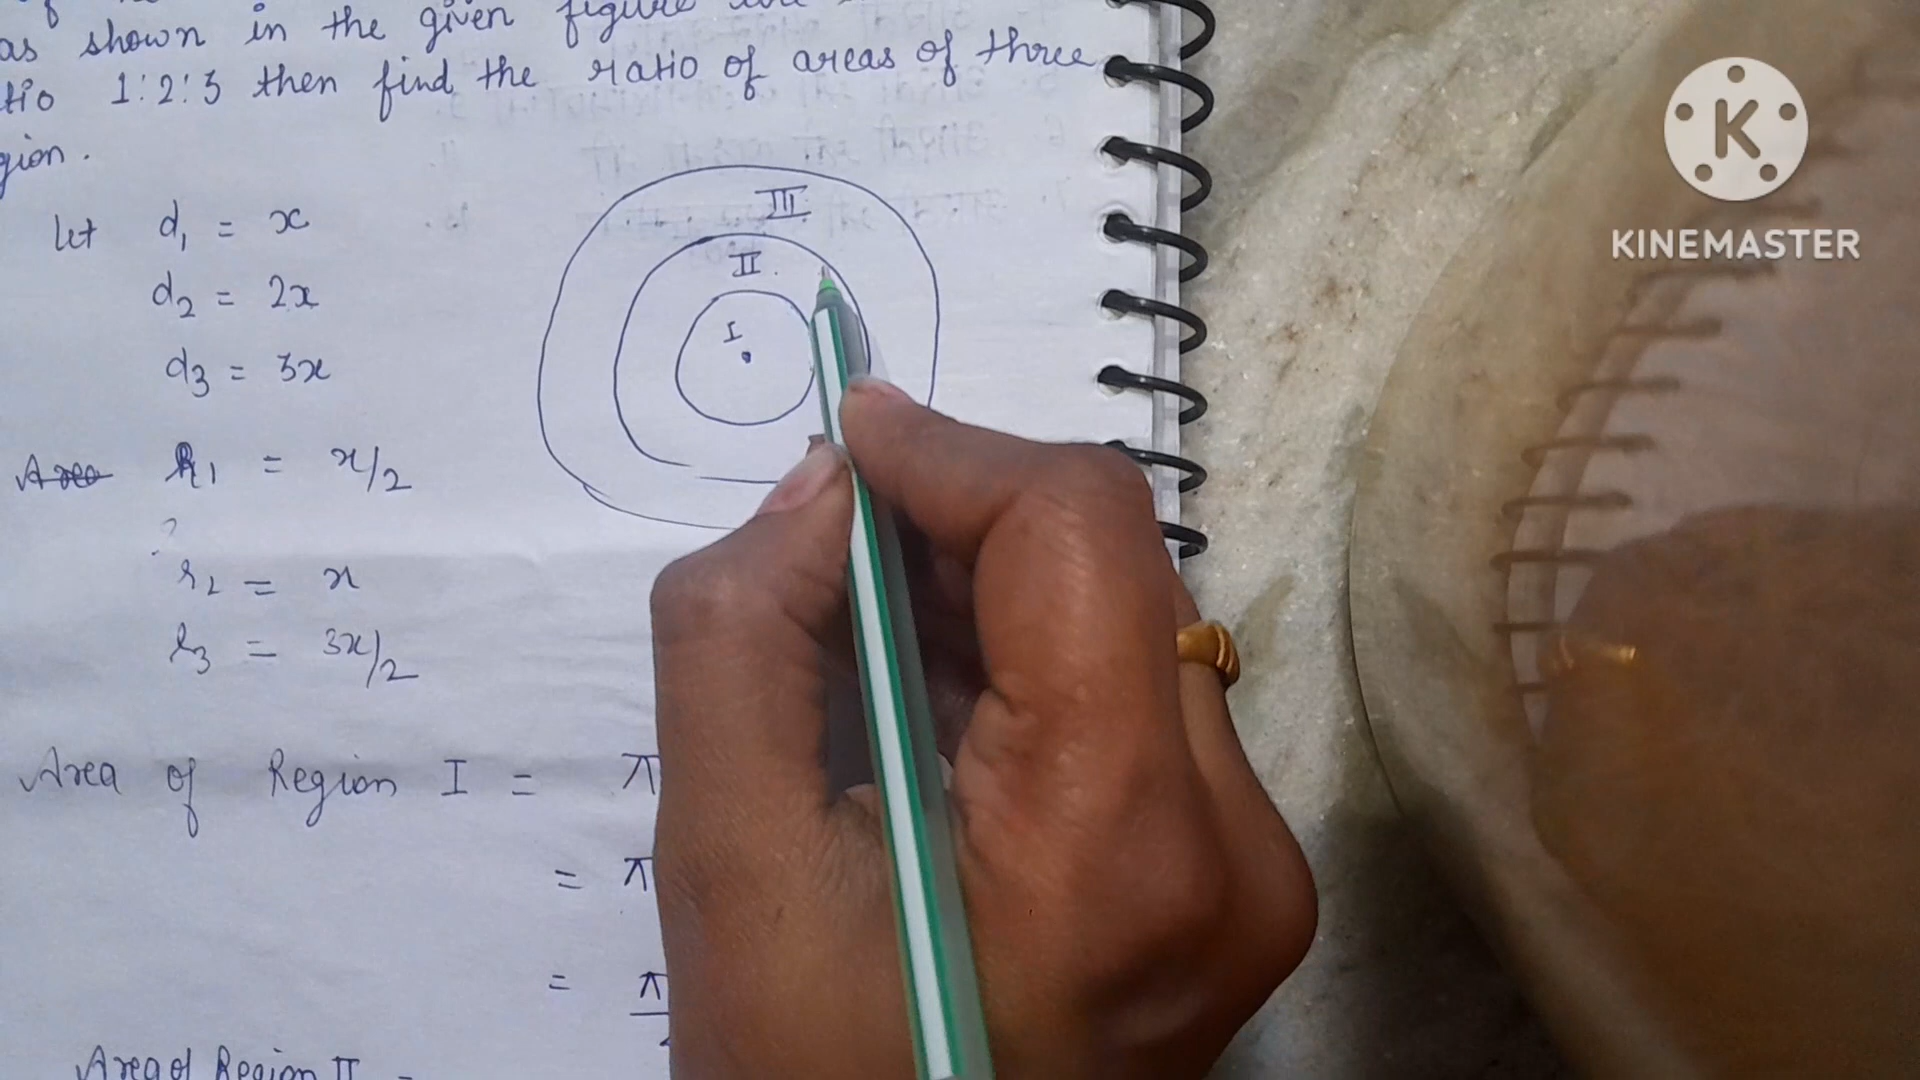 as shown in the given figure
tio 1:2:3 then find the ratio of areas of three
gion.
Let d₁ = x
d₂ = 2x
d₃ = 3x
Area r₁ = x/2
r₂ = x
r₃ = 3x/2
III
II
I
Area of Region I = π
= π
= π
Area of Region II =
K
KINEMASTER